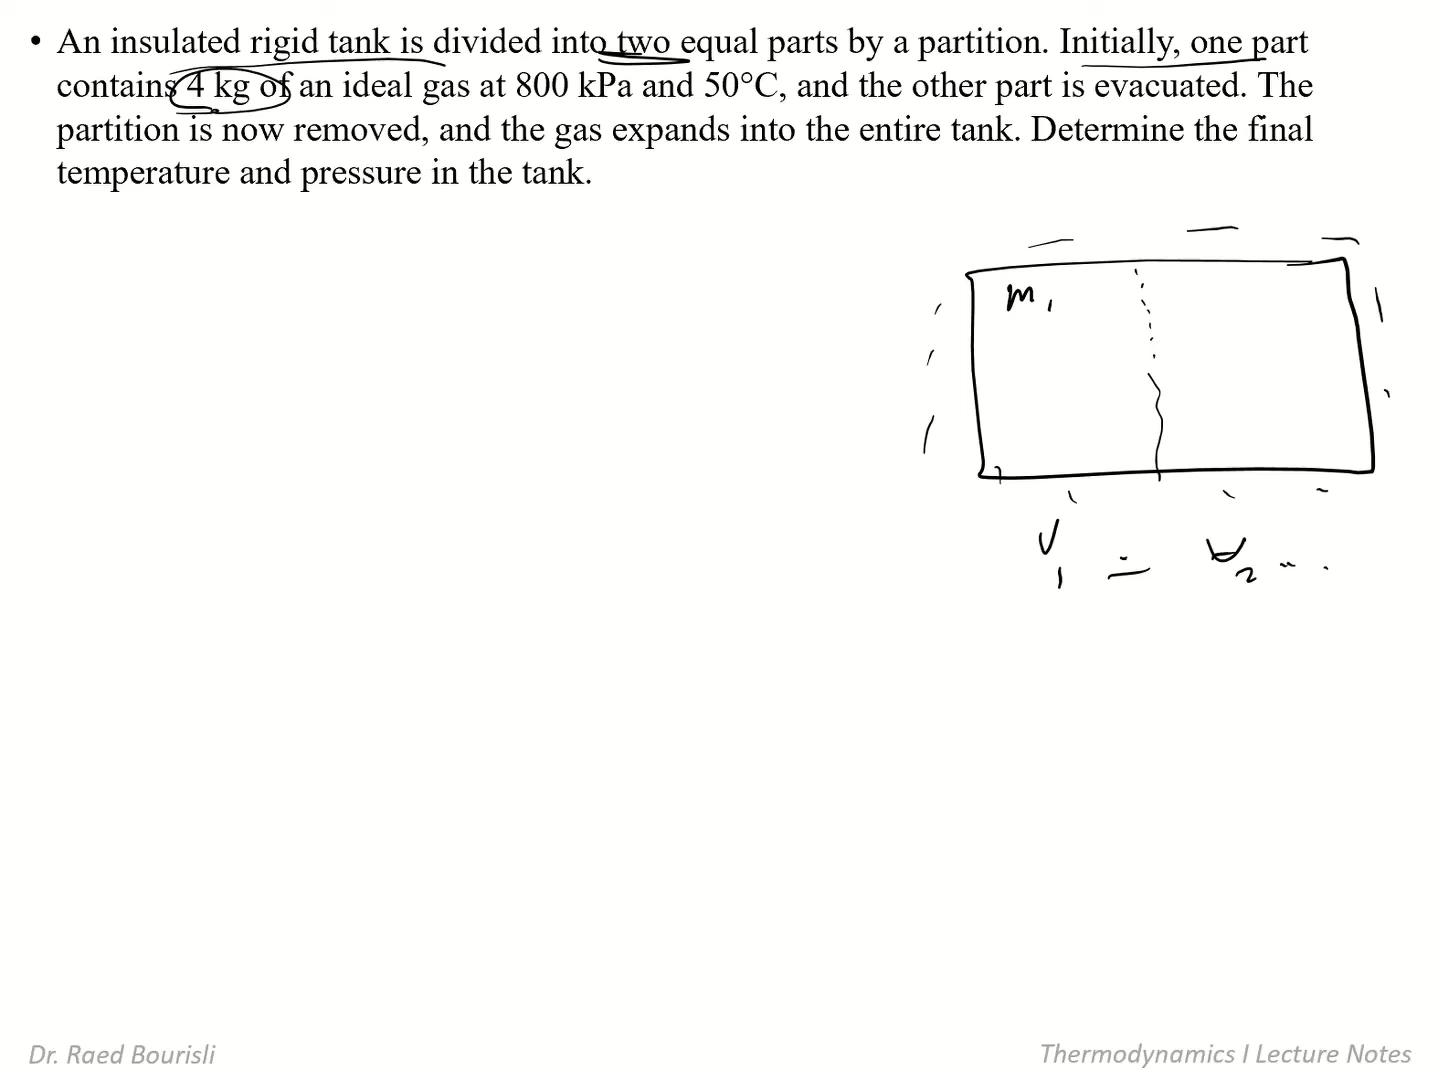 • An insulated rigid tank is divided into two equal parts by a partition. Initially, one part
contains 4 kg of an ideal gas at 800 kPa and 50°C, and the other part is evacuated. The
partition is now removed, and the gas expands into the entire tank. Determine the final
temperature and pressure in the tank.
m₁
V₁ = V₂
Dr. Raed Bourisli
Thermodynamics I Lecture Notes